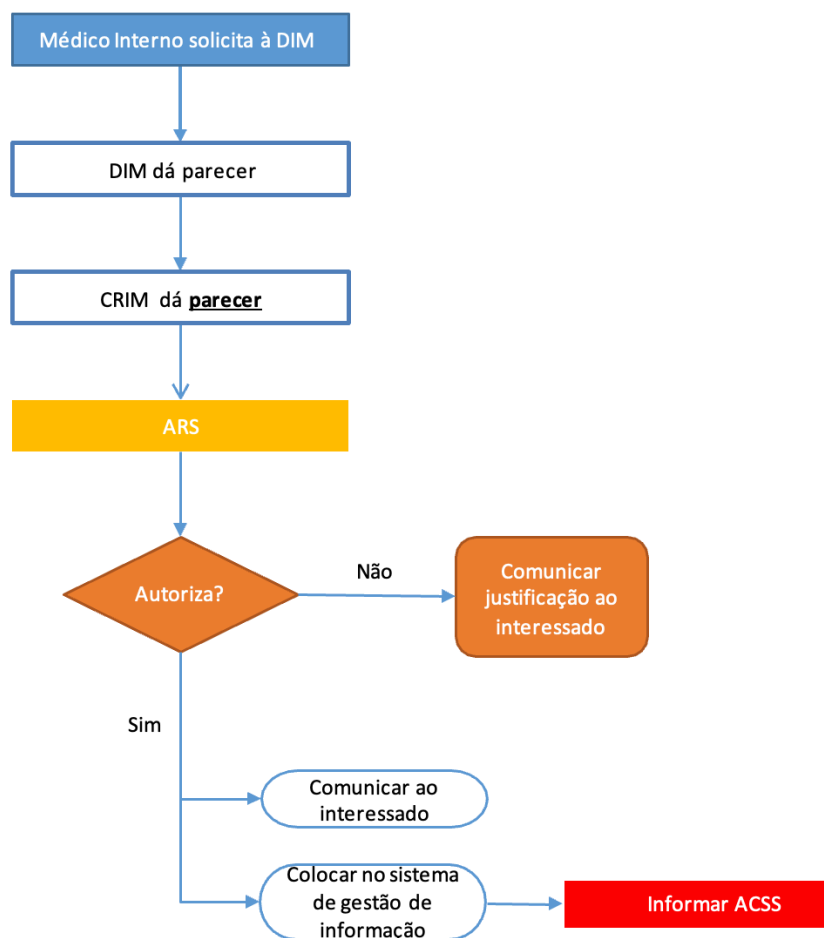 Médico Interno solicita à DIM
DIM dá parecer
CRIM dá parecer
ARS
Autoriza?
Não
Comunicar
justificação ao
interessado
Sim
Comunicar ao
interessado
Colocar no sistema
de gestão de
informação
Informar ACSS